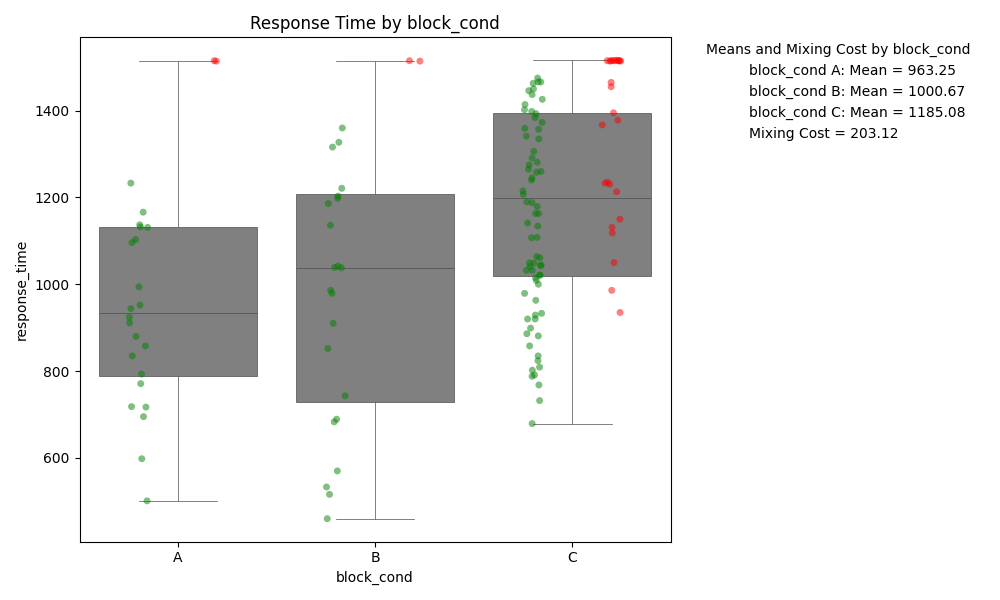 Response Time by block_cond
Means and Mixing Cost by block_cond
block_cond A: Mean = 963.25
block_cond B: Mean = 1000.67
block_cond C: Mean = 1185.08
Mixing Cost = 203.12
response_time
1400
1200
1000
800
600
A
B
C
block_cond